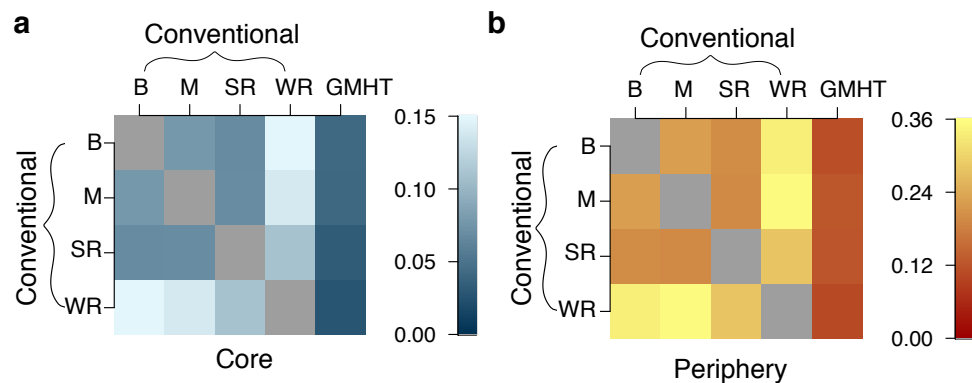 a
Conventional
B M SR WR GMHT
Conventional
B
M
SR
WR
0.15
0.10
0.05
0.00
Core
b
Conventional
B M SR WR GMHT
Conventional
B
M
SR
WR
0.36
0.24
0.12
0.00
Periphery